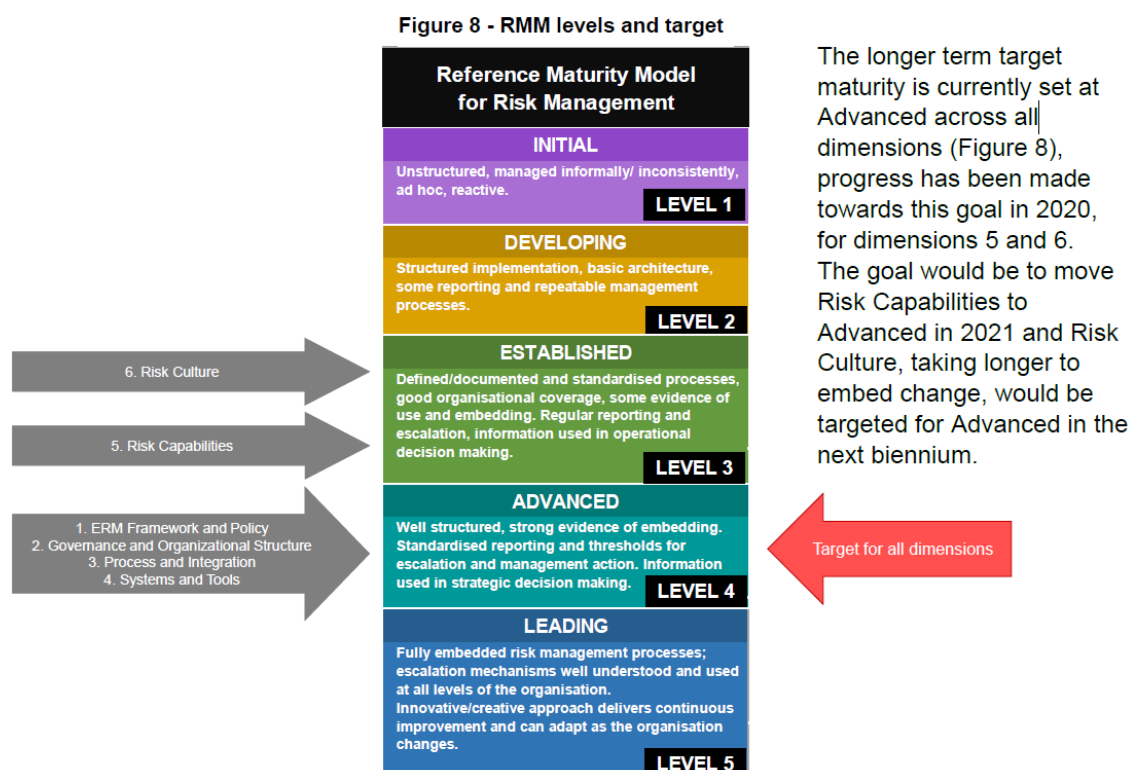 Figure 8 - RMM levels and target
Reference Maturity Model
for Risk Management
INITIAL
Unstructured, managed informally/ inconsistently,
ad hoc, reactive.
LEVEL 1
DEVELOPING
Structured implementation, basic architecture,
some reporting and repeatable management
processes.
LEVEL 2
6. Risk Culture
5. Risk Capabilities
ESTABLISHED
Defined/documented and standardised processes,
good organisational coverage, some evidence of
use and embedding. Regular reporting and
escalation, information used in operational
decision making.
LEVEL 3
1. ERM Framework and Policy
2. Governance and Organizational Structure
3. Process and Integration
4. Systems and Tools
ADVANCED
Well structured, strong evidence of embedding.
Standardised reporting and thresholds for
escalation and management action. Information
used in strategic decision making.
LEVEL 4
Target for all dimensions
LEADING
Fully embedded risk management processes;
escalation mechanisms well understood and used
at all levels of the organisation.
Innovative/creative approach delivers continuous
improvement and can adapt as the organisation
changes.
LEVEL 5
The longer term target
maturity is currently set at
Advanced across all
dimensions (Figure 8),
progress has been made
towards this goal in 2020,
for dimensions 5 and 6.
The goal would be to move
Risk Capabilities to
Advanced in 2021 and Risk
Culture, taking longer to
embed change, would be
targeted for Advanced in the
next biennium.